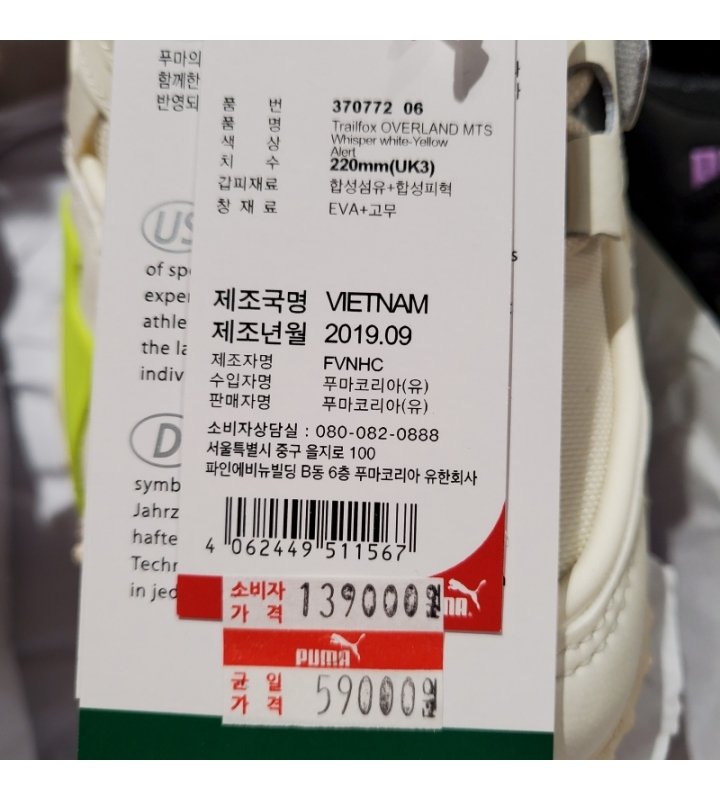 푸마의
함께한
반영되
품 번 370772 06
품 명 Trailfox OVERLAND MTS
색 상 Whisper white-Yellow
Alert
치 수 220mm(UK3)
갑피재료 합성섬유+합성피혁
창 재 료 EVA+고무
US
of spe
exper
athle
the la
indiv
제조국명 VIETNAM
제조년월 2019.09
제조자명 FVNHC
수입자명 푸마코리아(유)
판매자명 푸마코리아(유)
소비자상담실 : 080-082-0888
서울특별시 중구 을지로 100
파인에비뉴빌딩 B동 6층 푸마코리아 유한회사
D
symb
Jahrz
hafte
Techr
in jed
4 062449 511567
소비자
가 격 139000원
MA
PUMA
균 일
가 격 59000원